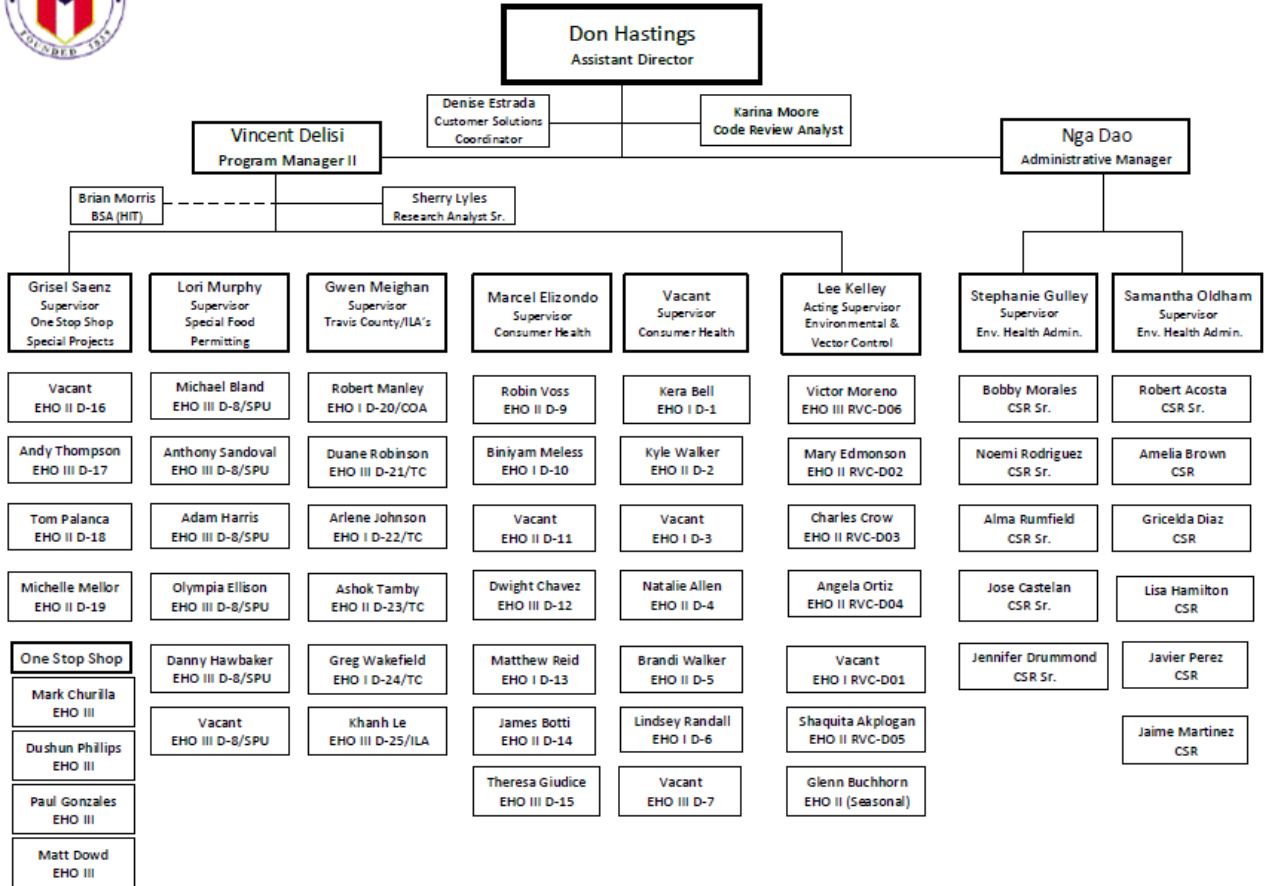 FOUNDED 1839
Don Hastings
Assistant Director
Denise Estrada
Customer Solutions
Coordinator
Karina Moore
Code Review Analyst
Vincent Delisi
Program Manager II
Nga Dao
Administrative Manager
Brian Morris
BSA (HIT)
Sherry Lyles
Research Analyst Sr.
Grisel Saenz
Supervisor
One Stop Shop
Special Projects
Lori Murphy
Supervisor
Special Food
Permitting
Gwen Meighan
Supervisor
Travis County/ILA's
Marcel Elizondo
Supervisor
Consumer Health
Vacant
Supervisor
Consumer Health
Lee Kelley
Acting Supervisor
Environmental &
Vector Control
Stephanie Gulley
Supervisor
Env. Health Admin.
Samantha Oldham
Supervisor
Env. Health Admin.
Vacant
EHO II D-16
Andy Thompson
EHO III D-17
Tom Palanca
EHO II D-18
Michelle Mellor
EHO II D-19
One Stop Shop
Mark Churilla
EHO III
Dushun Phillips
EHO III
Paul Gonzales
EHO III
Matt Dowd
EHO III
Michael Bland
EHO III D-8/SPU
Anthony Sandoval
EHO III D-8/SPU
Adam Harris
EHO III D-8/SPU
Olympia Ellison
EHO III D-8/SPU
Danny Hawbaker
EHO III D-8/SPU
Vacant
EHO III D-8/SPU
Robert Manley
EHO I D-20/COA
Duane Robinson
EHO III D-21/TC
Arlene Johnson
EHO I D-22/TC
Ashok Tamby
EHO II D-23/TC
Greg Wakefield
EHO I D-24/TC
Khanh Le
EHO III D-25/ILA
Robin Voss
EHO II D-9
Biniyam Meless
EHO I D-10
Vacant
EHO II D-11
Dwight Chavez
EHO III D-12
Matthew Reid
EHO I D-13
James Botti
EHO II D-14
Theresa Giudice
EHO III D-15
Kera Bell
EHO I D-1
Kyle Walker
EHO II D-2
Vacant
EHO I D-3
Natalie Allen
EHO II D-4
Brandi Walker
EHO II D-5
Lindsey Randall
EHO I D-6
Vacant
EHO III D-7
Victor Moreno
EHO III RVC-D06
Mary Edmonson
EHO II RVC-D02
Charles Crow
EHO II RVC-D03
Angela Ortiz
EHO II RVC-D04
Vacant
EHO I RVC-D01
Shaquita Akplogan
EHO II RVC-D05
Glenn Buchhorn
EHO II (Seasonal)
Bobby Morales
CSR Sr.
Noemi Rodriguez
CSR Sr.
Alma Rumfield
CSR Sr.
Jose Castelan
CSR Sr.
Jennifer Drummond
CSR Sr.
Robert Acosta
CSR Sr.
Amelia Brown
CSR
Gricelda Diaz
CSR
Lisa Hamilton
CSR
Javier Perez
CSR
Jaime Martinez
CSR